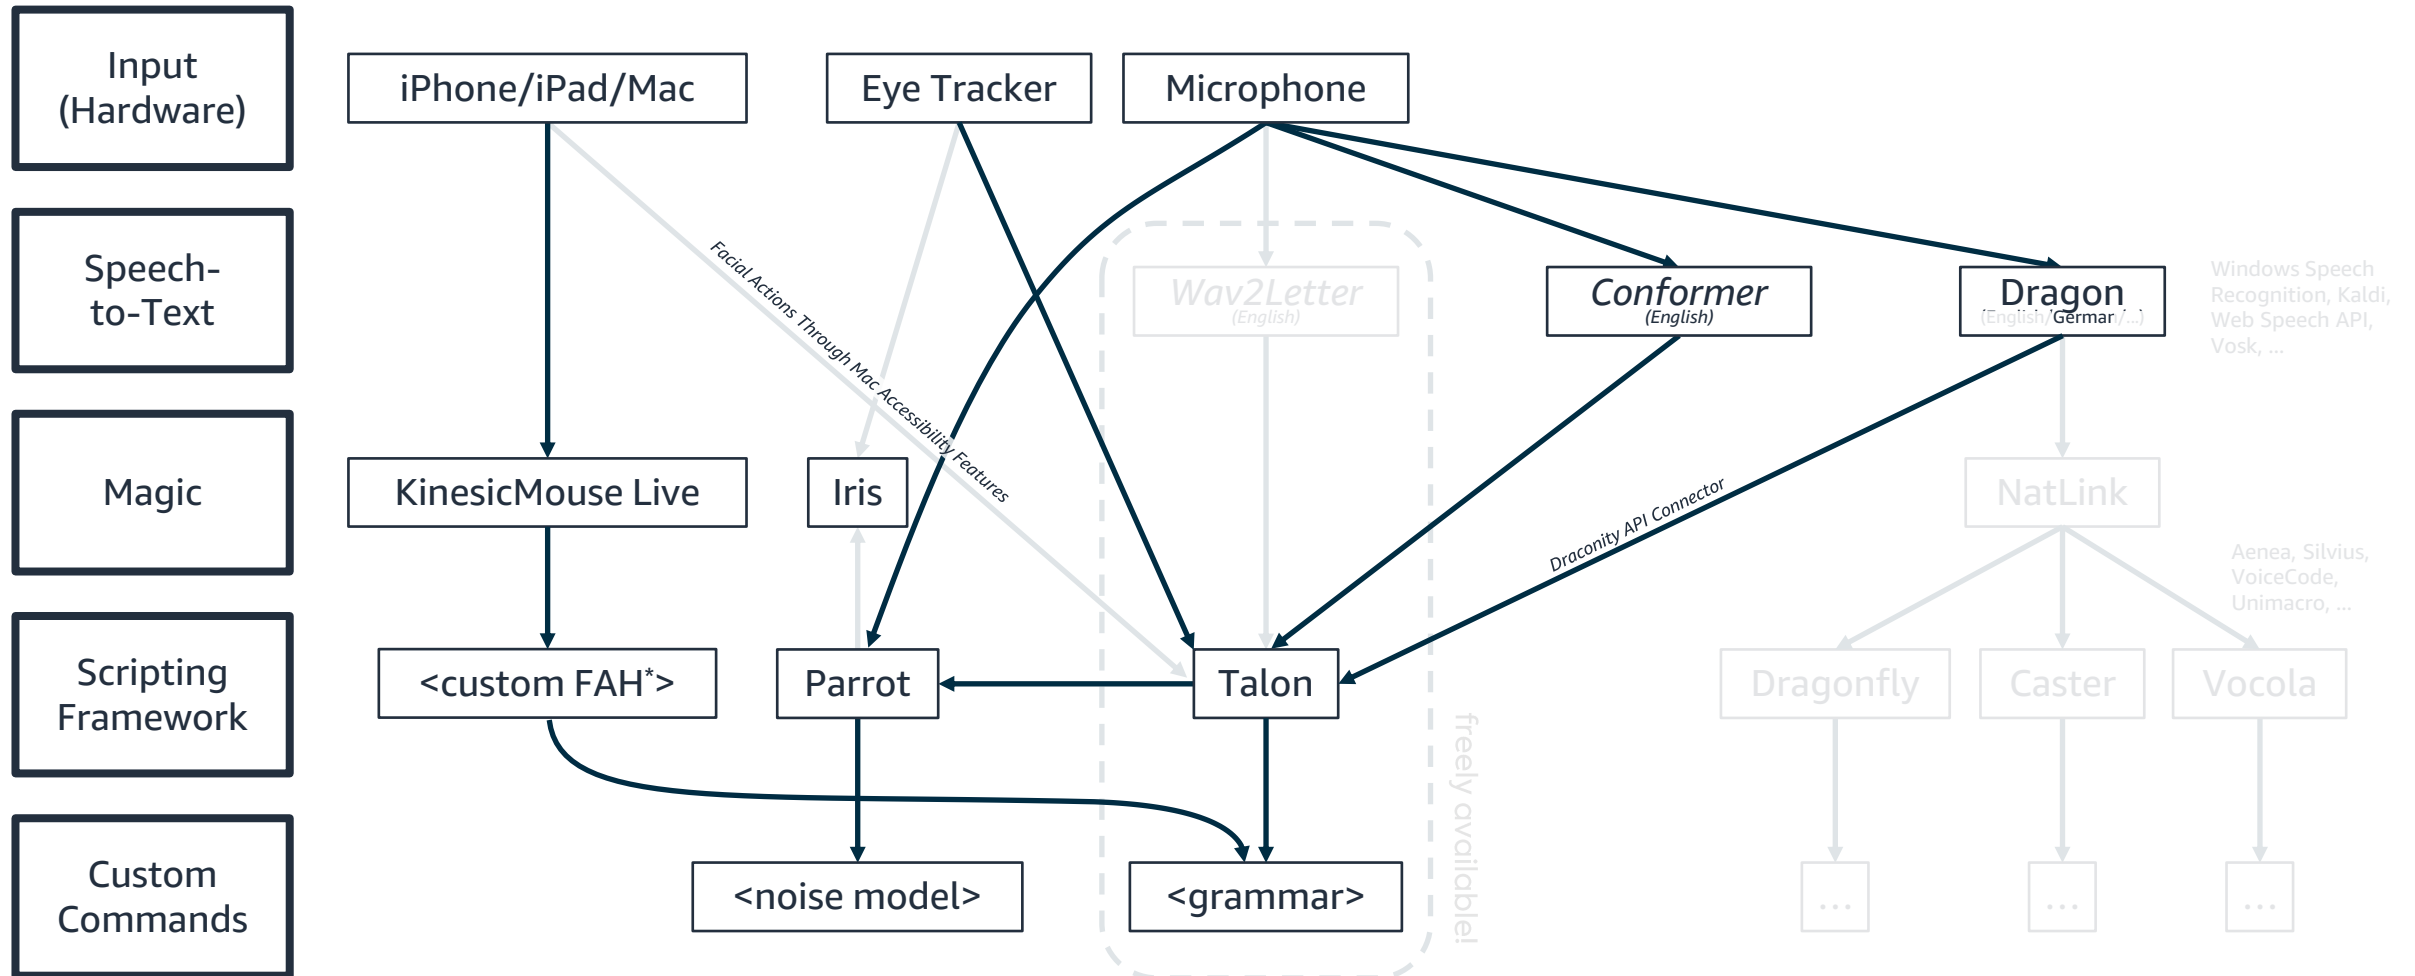 Input
(Hardware)
iPhone/iPad/Mac
Eye Tracker
Microphone
Speech-
to-Text
Facial Actions Through Mac Accessibility Features
Wav2Letter
(English)
Conformer
(English)
Dragon
(English/German/...)
Windows Speech
Recognition, Kaldi,
Web Speech API,
Vosk, ...
Magic
KinesicMouse Live
Iris
Draconity API Connector
NatLink
Aenea, Silvius,
VoiceCode,
Unimacro, ...
Scripting
Framework
<custom FAH*>
Parrot
Talon
Dragonfly
Caster
Vocola
freely available!
Custom
Commands
<noise model>
<grammar>
...
...
...